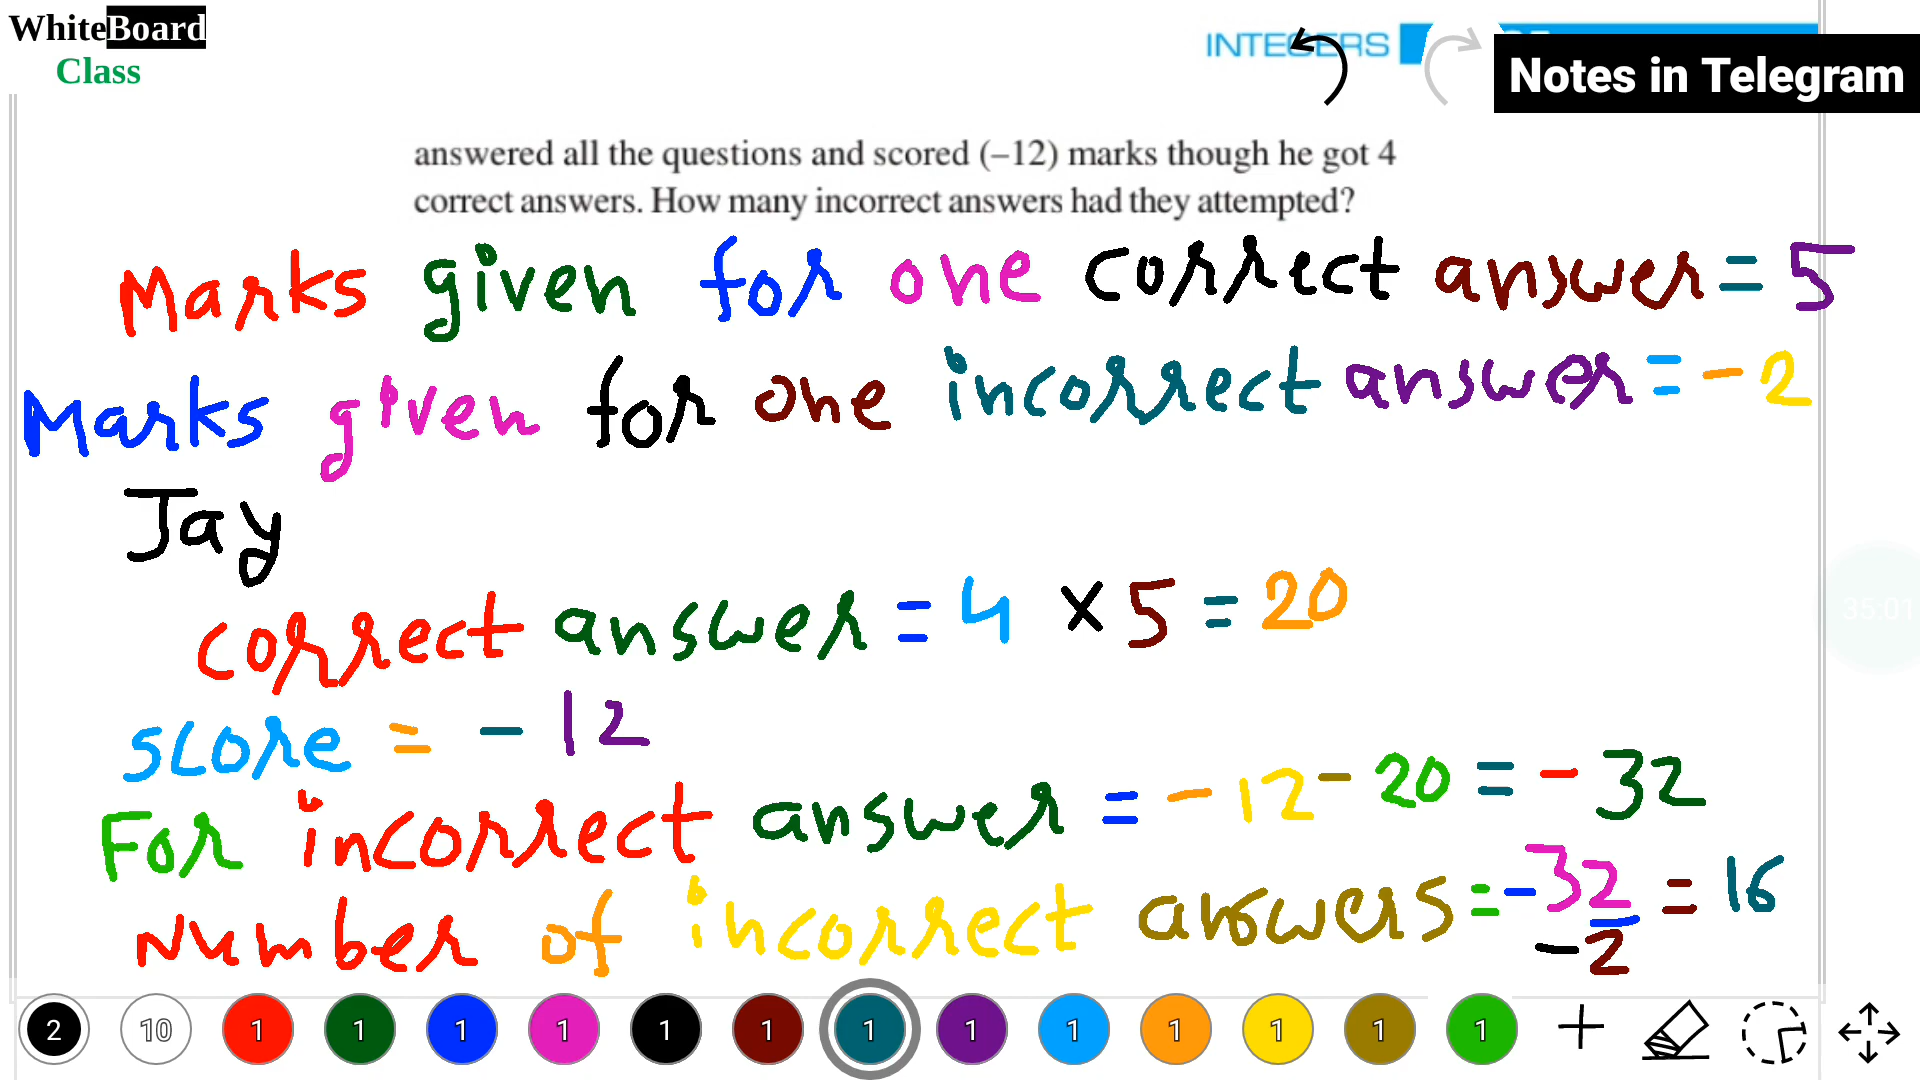 WhiteBoard
Class
INTEGERS
Notes in Telegram
answered all the questions and scored (–12) marks though he got 4
correct answers. How many incorrect answers had they attempted?
Marks given for one correct answer = 5
Marks given for one incorrect answer = - 2
Jay
correct answer = 4 × 5 = 20
score = - 12
For incorrect answer = - 12 - 20 = - 32
Number of incorrect answers = -32/-2 = 16
35:01
2 10 1 1 1 1 1 1 1 1 1 1 1 1 1